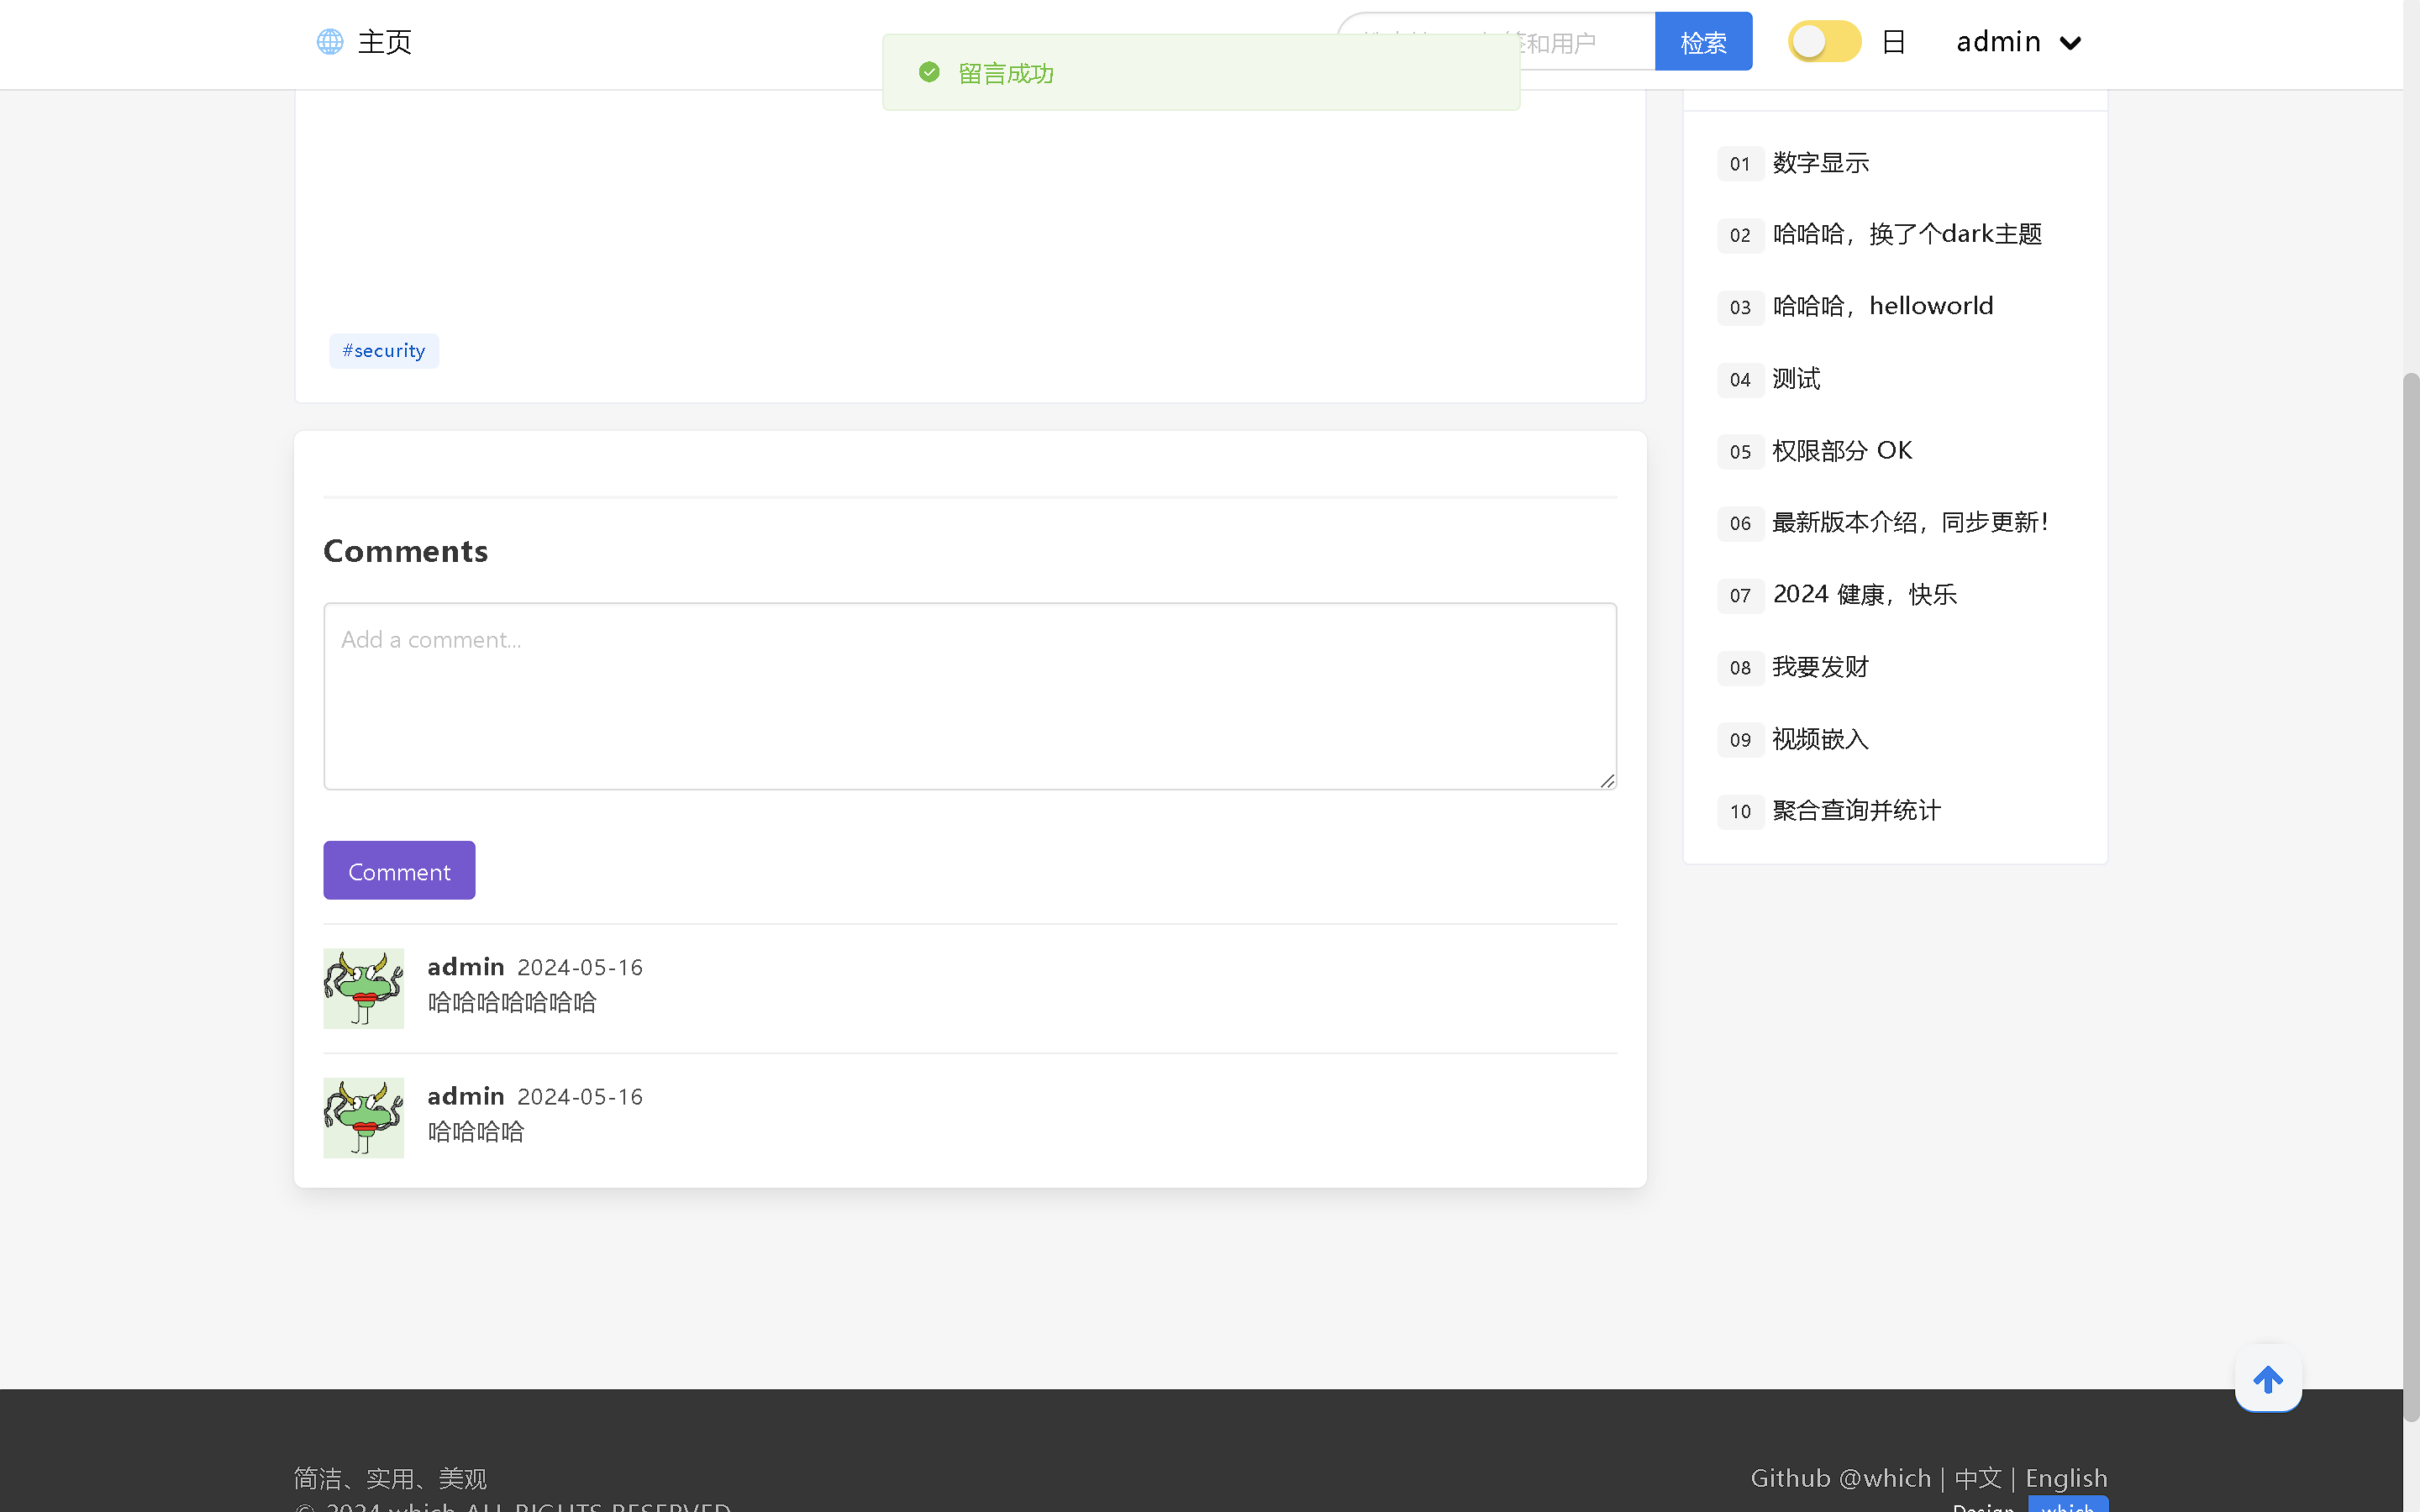 主页
和用户
检索
日
admin
留言成功
#security
01 数字显示
02 哈哈哈，换了个dark主题
03 哈哈哈，helloworld
04 测试
05 权限部分 OK
06 最新版本介绍，同步更新！
07 2024 健康，快乐
08 我要发财
09 视频嵌入
10 聚合查询并统计
Comments
Add a comment...
Comment
admin 2024-05-16
哈哈哈哈哈哈哈
admin 2024-05-16
哈哈哈哈
简洁、实用、美观
© 2024 which ALL RIGHTS RESERVED
Github @which | 中文 | English
Design which